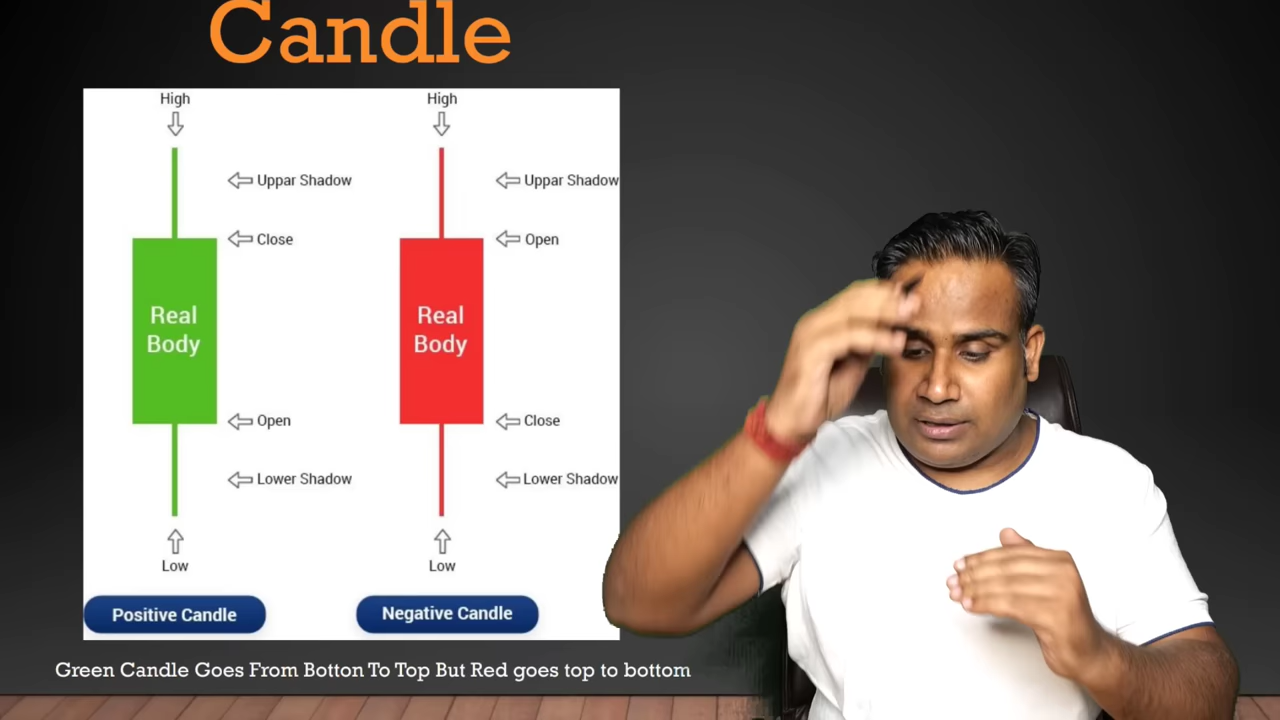 Candle
High
High
Uppar Shadow
Uppar Shadow
Close
Open
Real
Body
Real
Body
Open
Close
Lower Shadow
Lower Shadow
Low
Low
Positive Candle
Negative Candle
Green Candle Goes From Botton To Top But Red goes top to bottom